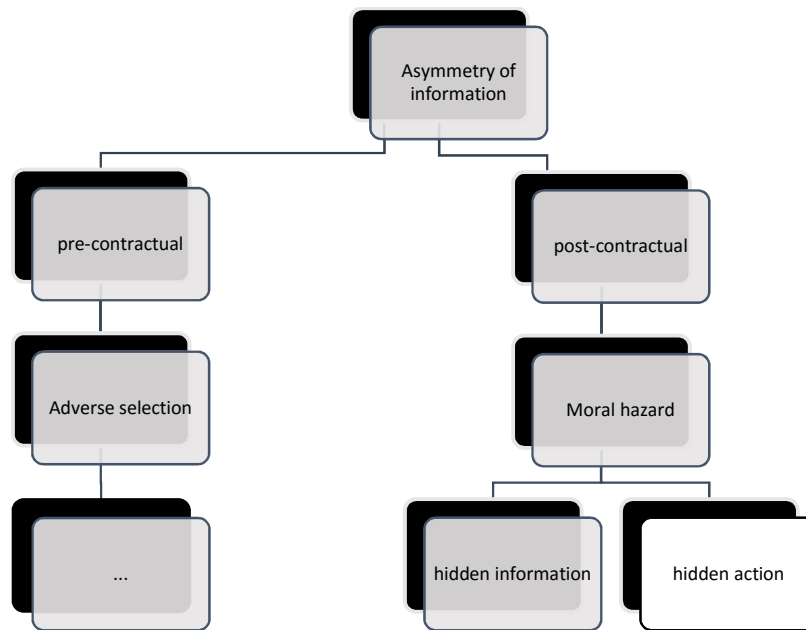 Asymmetry of
information
pre-contractual
post-contractual
Adverse selection
Moral hazard
...
hidden information
hidden action